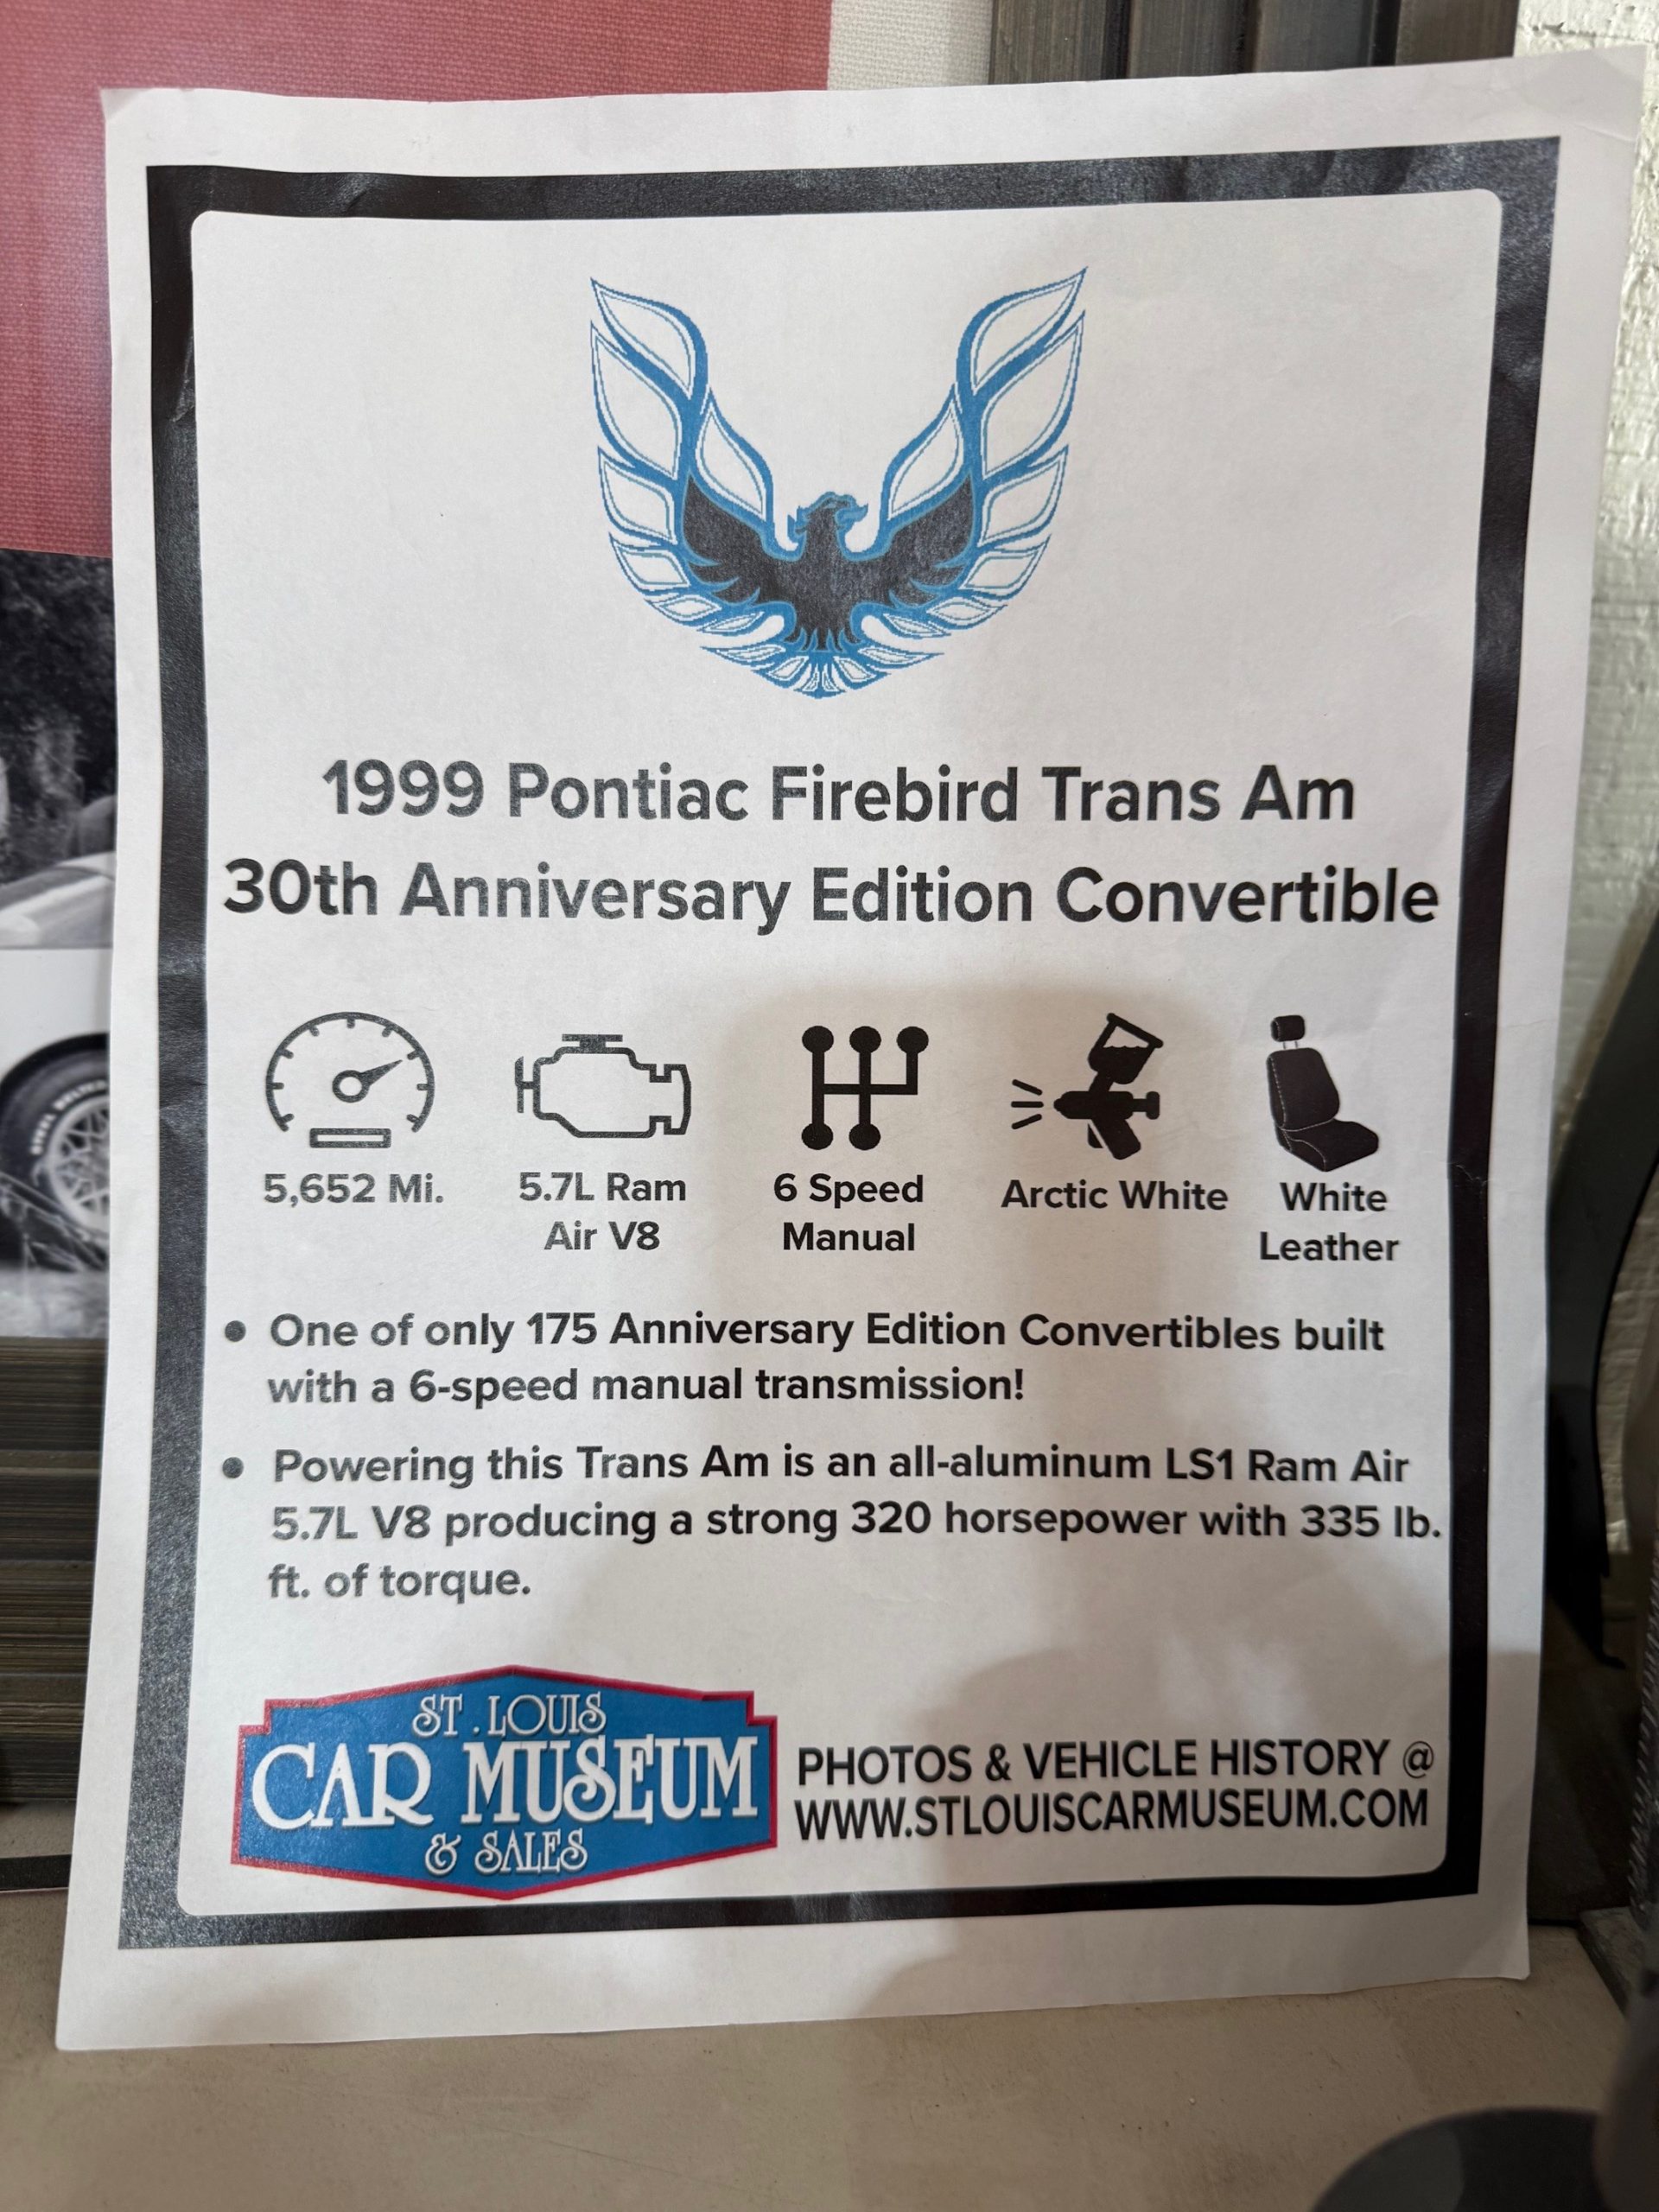 1999 Pontiac Firebird Trans Am
30th Anniversary Edition Convertible
5,652 Mi.
5.7L Ram
Air V8
6 Speed
Manual
Arctic White
White
Leather
• One of only 175 Anniversary Edition Convertibles built
with a 6-speed manual transmission!
• Powering this Trans Am is an all-aluminum LS1 Ram Air
5.7L V8 producing a strong 320 horsepower with 335 lb.
ft. of torque.
ST. LOUIS
CAR MUSEUM
& SALES
PHOTOS & VEHICLE HISTORY @
WWW.STLOUISCARMUSEUM.COM